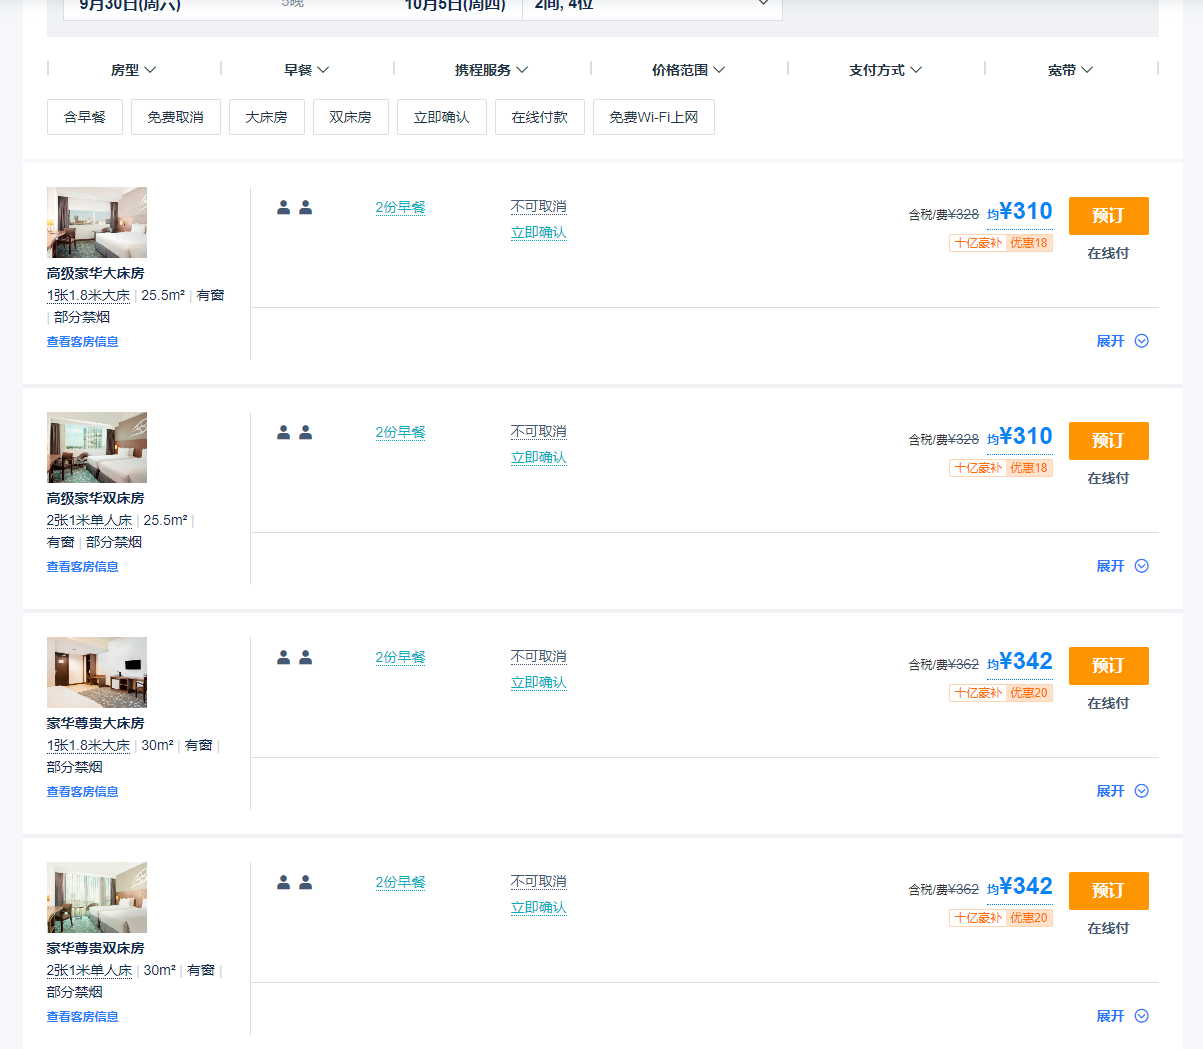 9月30日(周六) 5晚 10月5日(周四) 2间, 4位
房型 早餐 携程服务 价格范围 支付方式 宽带
含早餐 免费取消 大床房 双床房 立即确认 在线付款 免费Wi-Fi上网
2份早餐 不可取消 含税/费¥328 均¥310 预订
立即确认 十亿豪补 优惠18 在线付
高级豪华大床房
1张1.8米大床 | 25.5m² | 有窗
| 部分禁烟
查看客房信息 展开
2份早餐 不可取消 含税/费¥328 均¥310 预订
立即确认 十亿豪补 优惠18 在线付
高级豪华双床房
2张1米单人床 | 25.5m² |
有窗 | 部分禁烟
查看客房信息 展开
2份早餐 不可取消 含税/费¥362 均¥342 预订
立即确认 十亿豪补 优惠20 在线付
豪华尊贵大床房
1张1.8米大床 | 30m² | 有窗 |
部分禁烟
查看客房信息 展开
2份早餐 不可取消 含税/费¥362 均¥342 预订
立即确认 十亿豪补 优惠20 在线付
豪华尊贵双床房
2张1米单人床 | 30m² | 有窗 |
部分禁烟
查看客房信息 展开